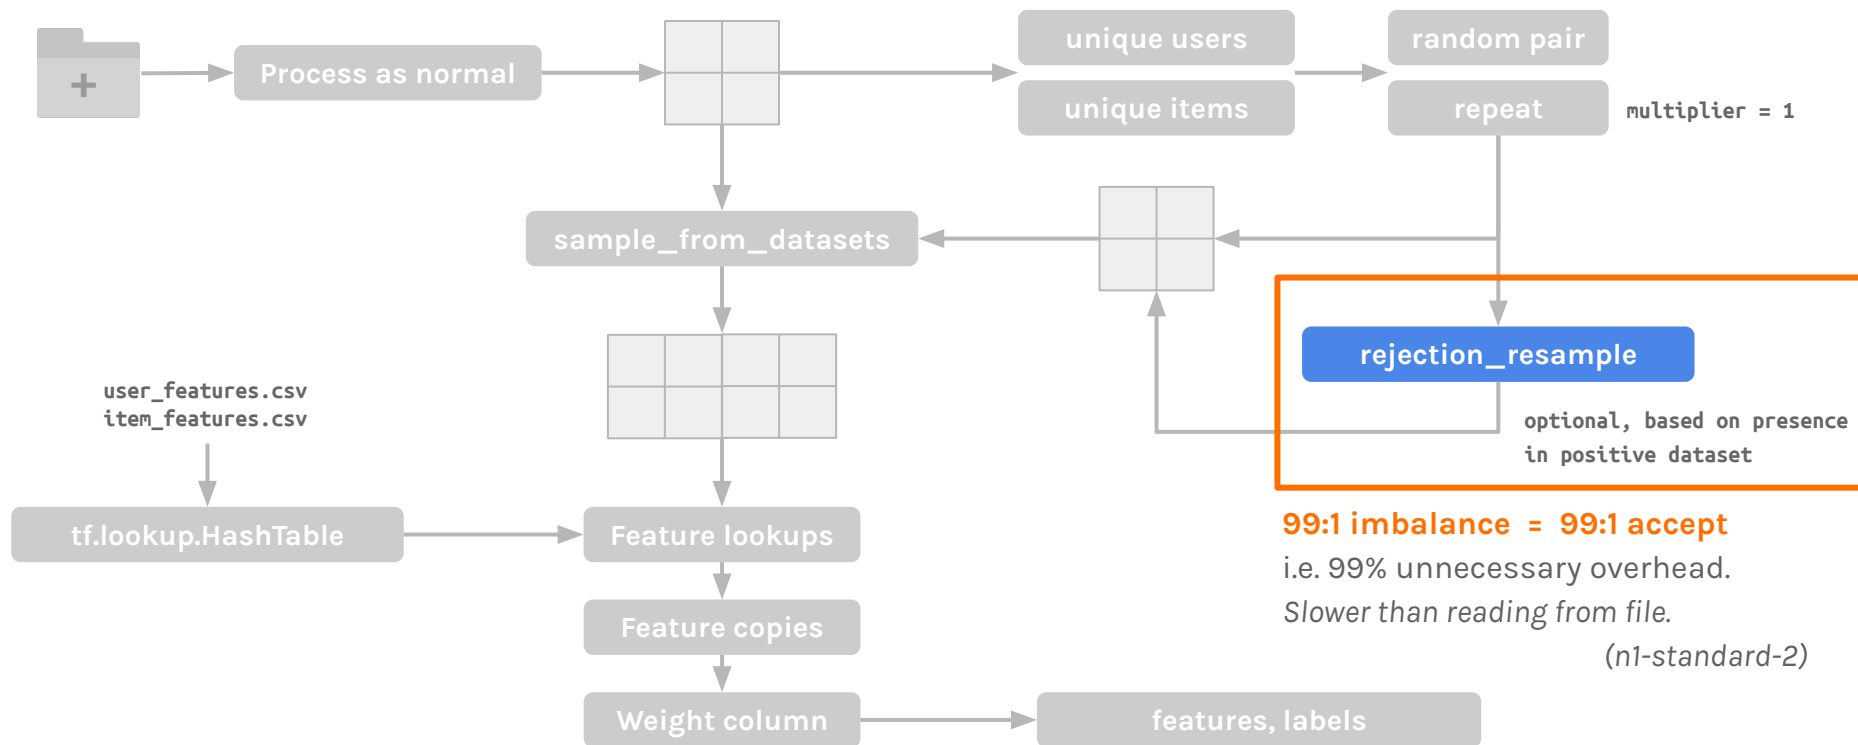 +
Process as normal
unique users
unique items
random pair
repeat
multiplier = 1
sample_from_datasets
rejection_resample
optional, based on presence
in positive dataset
user_features.csv
item_features.csv
tf.lookup.HashTable
Feature lookups
99:1 imbalance = 99:1 accept
i.e. 99% unnecessary overhead.
Slower than reading from file.
(n1-standard-2)
Feature copies
Weight column
features, labels